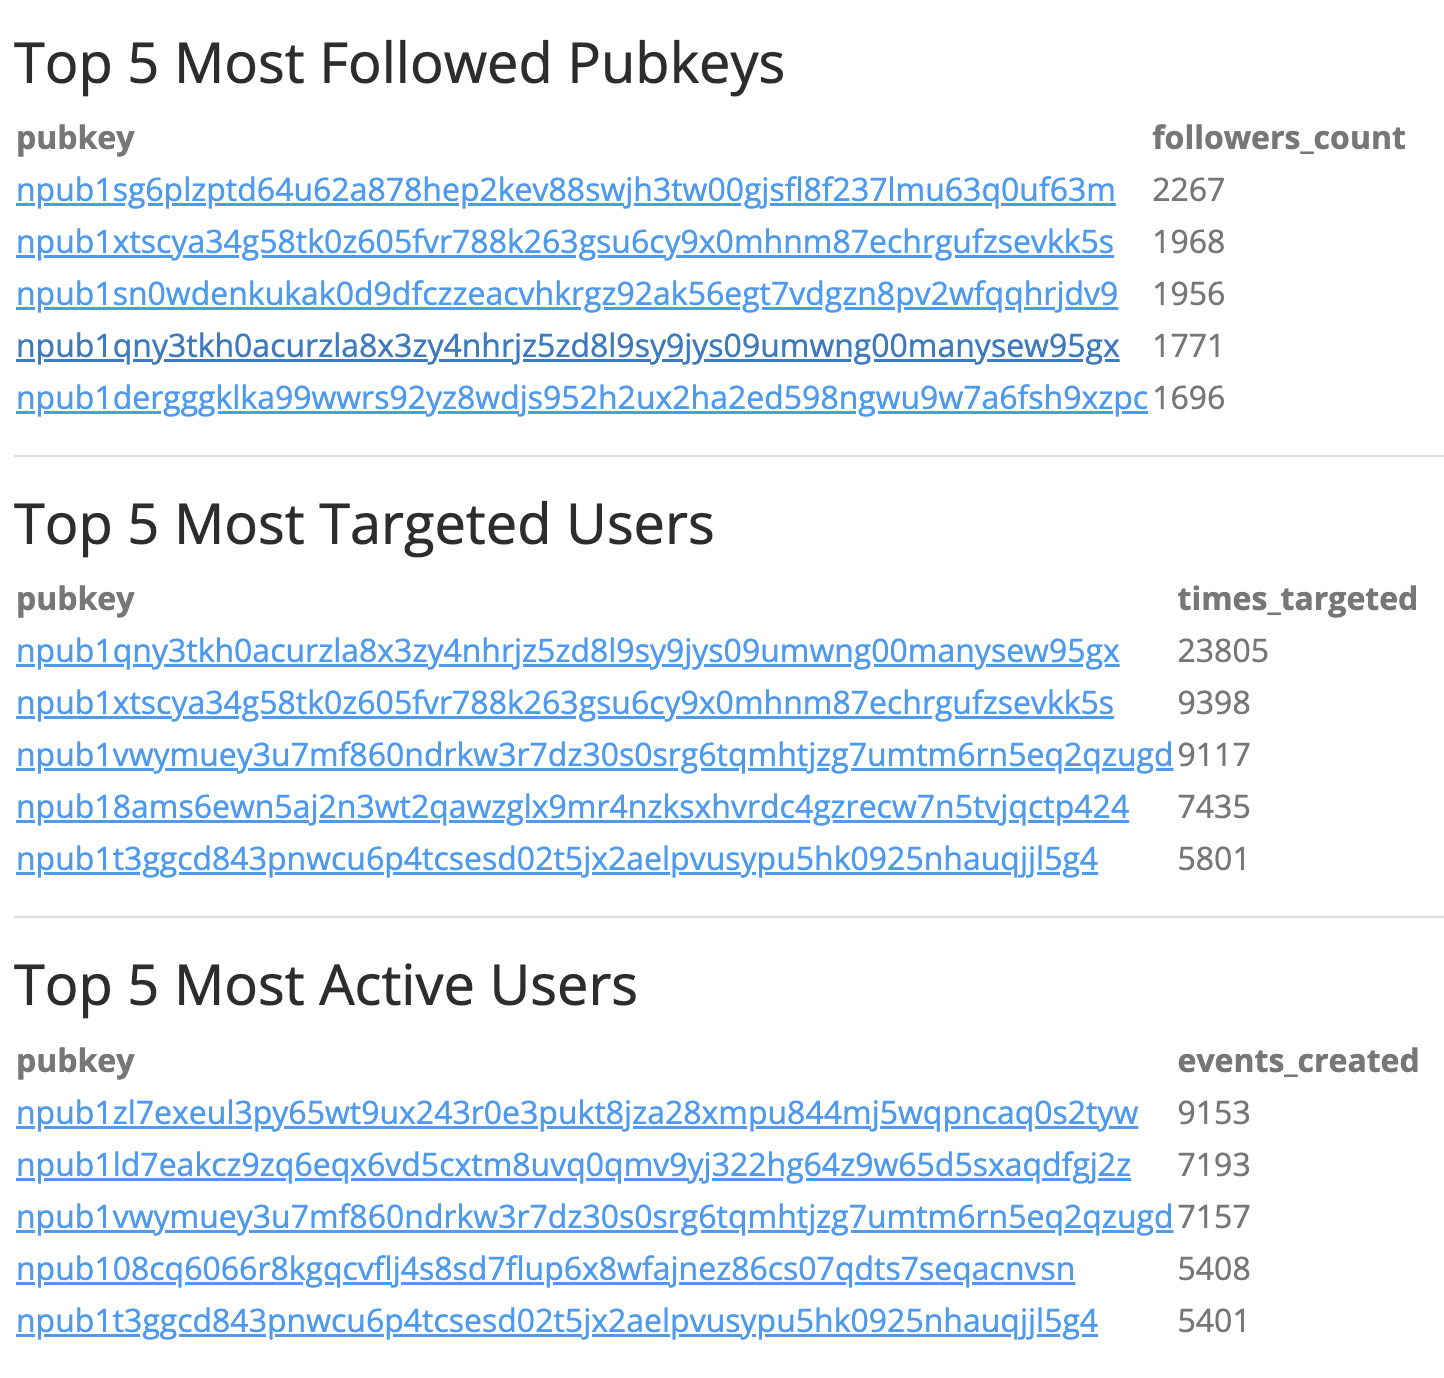 Top 5 Most Followed Pubkeys
pubkey followers_count
npub1sg6plzptd64u62a878hep2kev88swjh3tw00gjsfl8f237lmu63q0uf63m 2267
npub1xtscya34g58tk0z605fvr788k263gsu6cy9x0mhnm87echrgufzsevkk5s 1968
npub1sn0wdenkukak0d9dfczzeacvhkrgz92ak56egt7vdgzn8pv2wfqqhrjdv9 1956
npub1qny3tkh0acurzla8x3zy4nhrjz5zd8l9sy9jys09umwng00manysew95gx 1771
npub1dergggklka99wwrs92yz8wdjs952h2ux2ha2ed598ngwu9w7a6fsh9xzpc 1696
Top 5 Most Targeted Users
pubkey times_targeted
npub1qny3tkh0acurzla8x3zy4nhrjz5zd8l9sy9jys09umwng00manysew95gx 23805
npub1xtscya34g58tk0z605fvr788k263gsu6cy9x0mhnm87echrgufzsevkk5s 9398
npub1vwymuey3u7mf860ndrkw3r7dz30s0srg6tqmhtjzg7umtm6rn5eq2qzugd 9117
npub18ams6ewn5aj2n3wt2qawzglx9mr4nzksxhvrdc4gzrecw7n5tvjqctp424 7435
npub1t3ggcd843pnwcu6p4tcsesd02t5jx2aelpvusypu5hk0925nhauqjjl5g4 5801
Top 5 Most Active Users
pubkey events_created
npub1zl7exeul3py65wt9ux243r0e3pukt8jza28xmpu844mj5wqpncaq0s2tyw 9153
npub1ld7eakcz9zq6eqx6vd5cxtm8uvq0qmv9yj322hg64z9w65d5sxaqdfgj2z 7193
npub1vwymuey3u7mf860ndrkw3r7dz30s0srg6tqmhtjzg7umtm6rn5eq2qzugd 7157
npub108cq6066r8kgqcvflj4s8sd7flup6x8wfajnez86cs07qdts7seqacnvsn 5408
npub1t3ggcd843pnwcu6p4tcsesd02t5jx2aelpvusypu5hk0925nhauqjjl5g4 5401